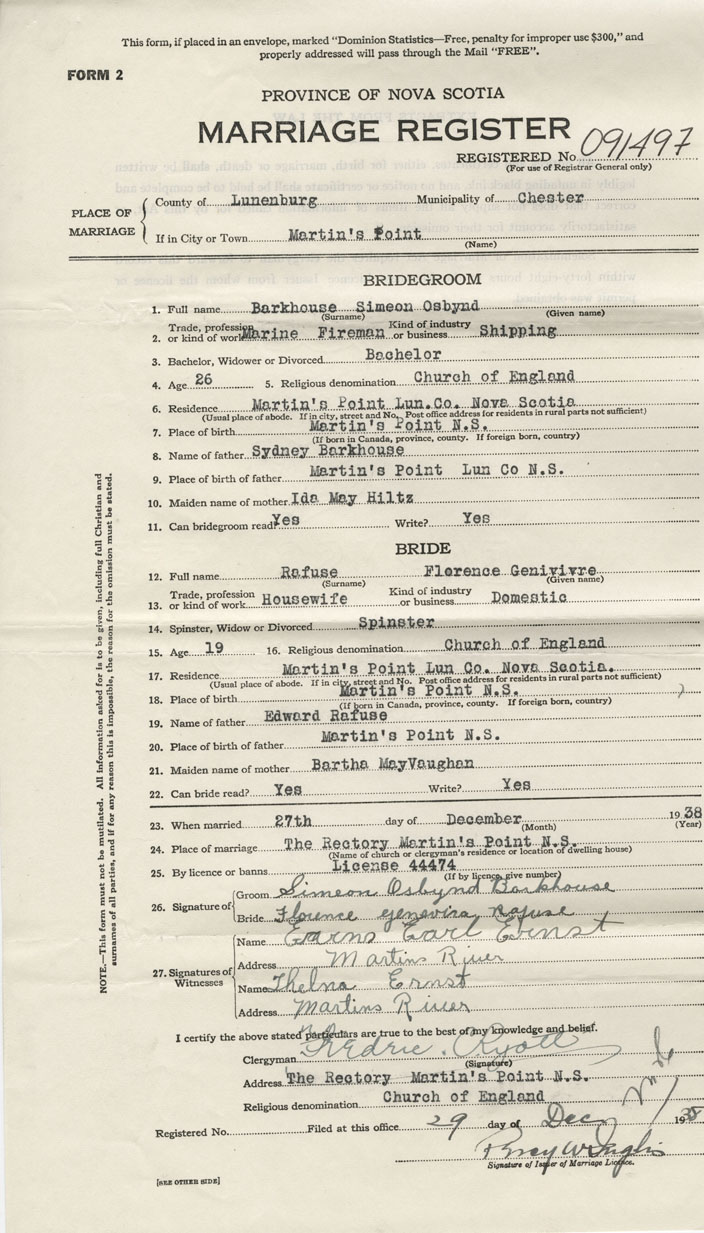 This form, if placed in an envelope, marked "Dominion Statistics—Free, penalty for improper use $300," and
properly addressed will pass through the Mail "FREE".
FORM 2
PROVINCE OF NOVA SCOTIA
MARRIAGE REGISTER
REGISTERED No. 091497
(For use of Registrar General only)
PLACE OF MARRIAGE
County of Lunenburg Municipality of Chester
If in City or Town Martin's Point
(Name)
BRIDEGROOM
1. Full name Barkhouse Simeon Osbynd
(Surname) (Given name)
2. Trade, profession or kind of work Marine Fireman Kind of industry or business Shipping
3. Bachelor, Widower or Divorced Bachelor
4. Age 26 5. Religious denomination Church of England
6. Residence Martin's Point Lun.Co. Nova Scotia
(Usual place of abode. If in city, street and No. Post office address for residents in rural parts not sufficient)
7. Place of birth Martin's Point N.S.
(If born in Canada, province, county. If foreign born, country)
8. Name of father Sydney Barkhouse
9. Place of birth of father Martin's Point Lun Co N.S.
10. Maiden name of mother Ida May Hiltz
11. Can bridegroom read? Yes Write? Yes
BRIDE
12. Full name Rafuse Florence Genivivre
(Surname) (Given name)
13. Trade, profession or kind of work Housewife Kind of industry or business Domestic
14. Spinster, Widow or Divorced Spinster
15. Age 19 16. Religious denomination Church of England
17. Residence Martin's Point Lun Co. Nova Scotia.
(Usual place of abode. If in city, street and No. Post office address for residents in rural parts not sufficient)
18. Place of birth Martin's Point N.S.
(If born in Canada, province, county. If foreign born, country)
19. Name of father Edward Rafuse
20. Place of birth of father Martin's Point N.S.
21. Maiden name of mother Bartha MayVaughan
22. Can bride read? Yes Write? Yes
23. When married 27th day of December 1938
(Month) (Year)
24. Place of marriage The Rectory Martin's Point N.S.
(Name of church or clergyman's residence or location of dwelling house)
25. By licence or banns License 44474
(If by licence, give number)
26. Signature of
Groom Simeon Osbynd Barkhouse
Bride Florence genevira rafuse
27. Signatures of Witnesses
Name Earl Ernst
Address Martins River
Name Thelma Ernst
Address Martins River
I certify the above stated particulars are true to the best of my knowledge and belief.
Clergyman Fredric. Ryott
(Signature)
Address The Rectory Martin's Point N.S.
Religious denomination Church of England
Registered No. Filed at this office 29 day of Dec 1938
Percy W Inglis
Signature of Issuer of Marriage Licence.
[SEE OTHER SIDE]
NOTE.—This form must not be mutilated. All information asked for is to be given, including full Christian and
surnames of all parties, and if for any reason this is impossible, the reason for the omission must be stated.